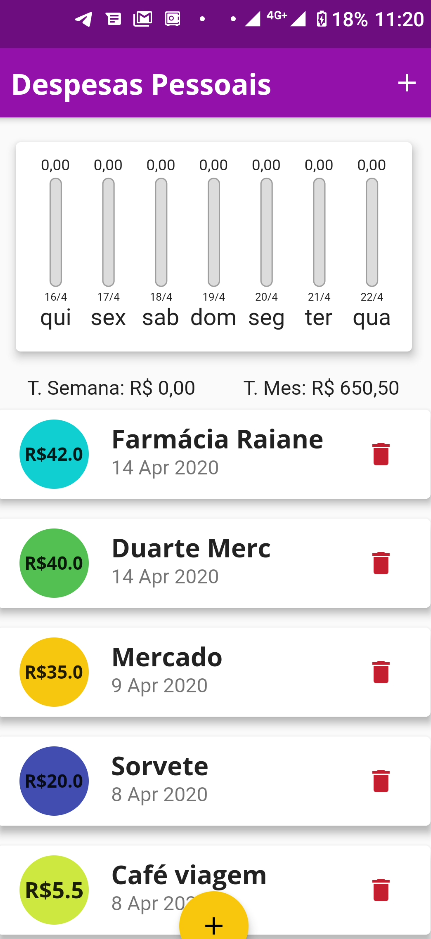 4G+ 18% 11:20
Despesas Pessoais +
0,00 0,00 0,00 0,00 0,00 0,00 0,00
16/4 17/4 18/4 19/4 20/4 21/4 22/4
qui sex sab dom seg ter qua
T. Semana: R$ 0,00 T. Mes: R$ 650,50
R$42.0 Farmácia Raiane
14 Apr 2020
R$40.0 Duarte Merc
14 Apr 2020
R$35.0 Mercado
9 Apr 2020
R$20.0 Sorvete
8 Apr 2020
R$5.5 Café viagem
8 Apr
+